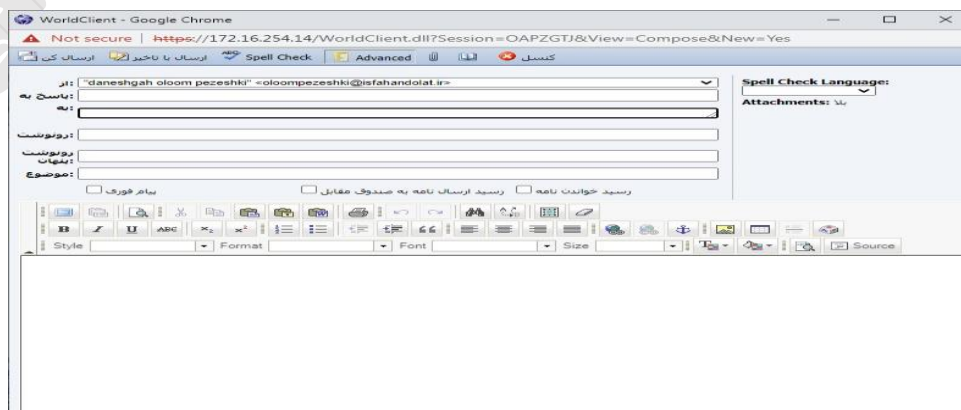 WorldClient - Google Chrome
Not secure | https://172.16.254.14/WorldClient.dll?Session=OAPZGTJ&View=Compose&New=Yes
ارسال کن ارسال با تاخیر Spell Check Advanced کنسل
از: "daneshgah oloom pezeshki" <oloompezeshki@isfahandolat.ir>
Spell Check Language:
پاسخ به:
Attachments: بلا
به:
رونوشت:
رونوشت پنهان:
موضوع:
پیام فوری رسید ارسال نامه به صندوق مقابل رسید خواندن نامه
B I U ABC
Style Format Font Size Source